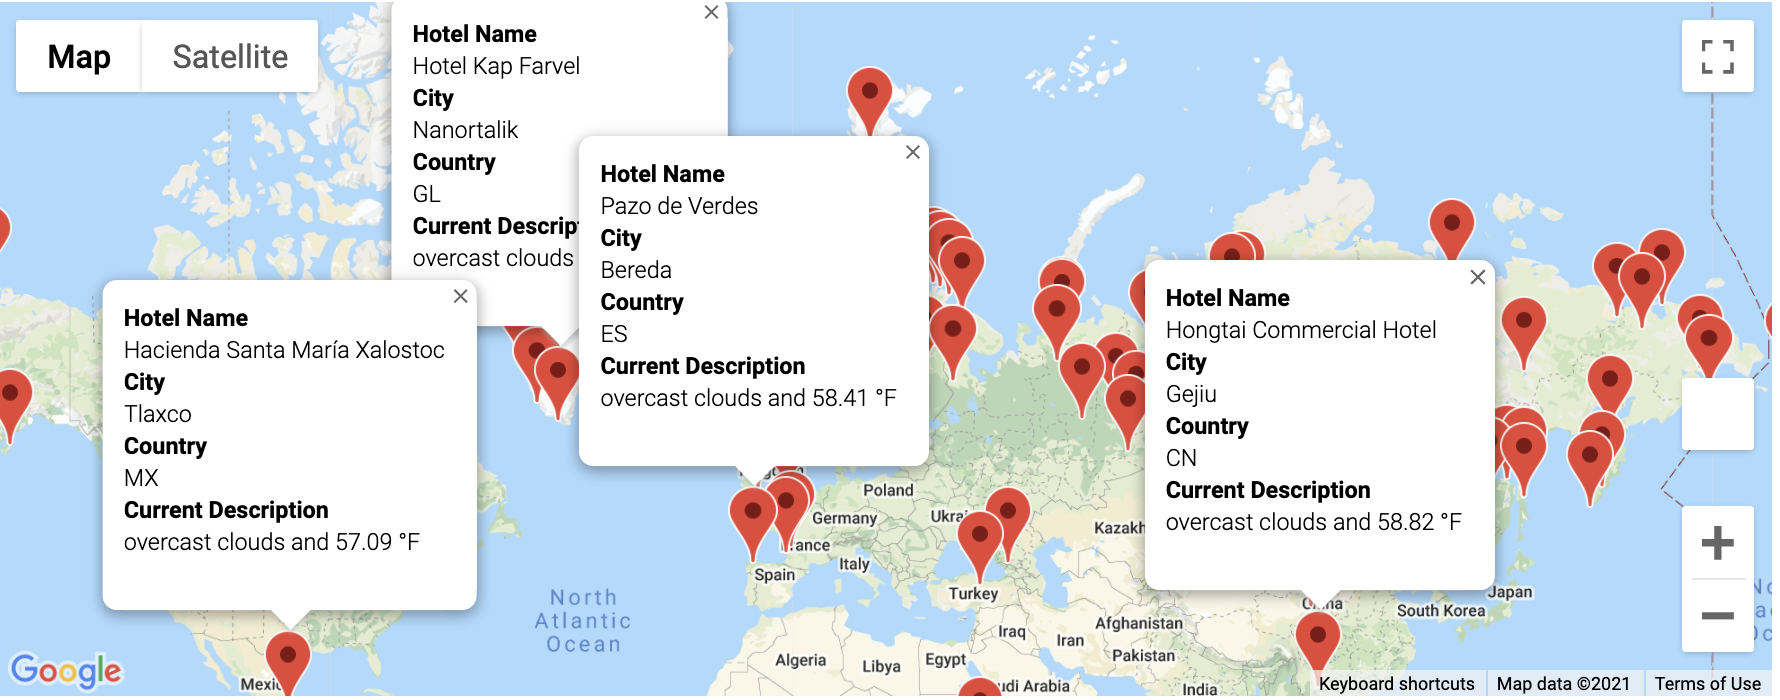 Map
Satellite
Hotel Name
Hotel Kap Farvel
City
Nanortalik
Country
GL
Current Descrip
overcast clouds
Hotel Name
Pazo de Verdes
City
Bereda
Country
ES
Current Description
overcast clouds and 58.41 °F
Hotel Name
Hacienda Santa María Xalostoc
City
Tlaxco
Country
MX
Current Description
overcast clouds and 57.09 °F
Hotel Name
Hongtai Commercial Hotel
City
Gejiu
Country
CN
Current Description
overcast clouds and 58.82 °F
Poland
Germany
Ukra
Kazakh
rance
Italy
Spain
Turkey
North
Atlantic
Ocean
China
Japan
South Korea
Afghanistan
Iraq
Iran
Pakistan
Algeria
Libya
Egypt
udi Arabia
India
Mexic
Google
Keyboard shortcuts
Map data ©2021
Terms of Use